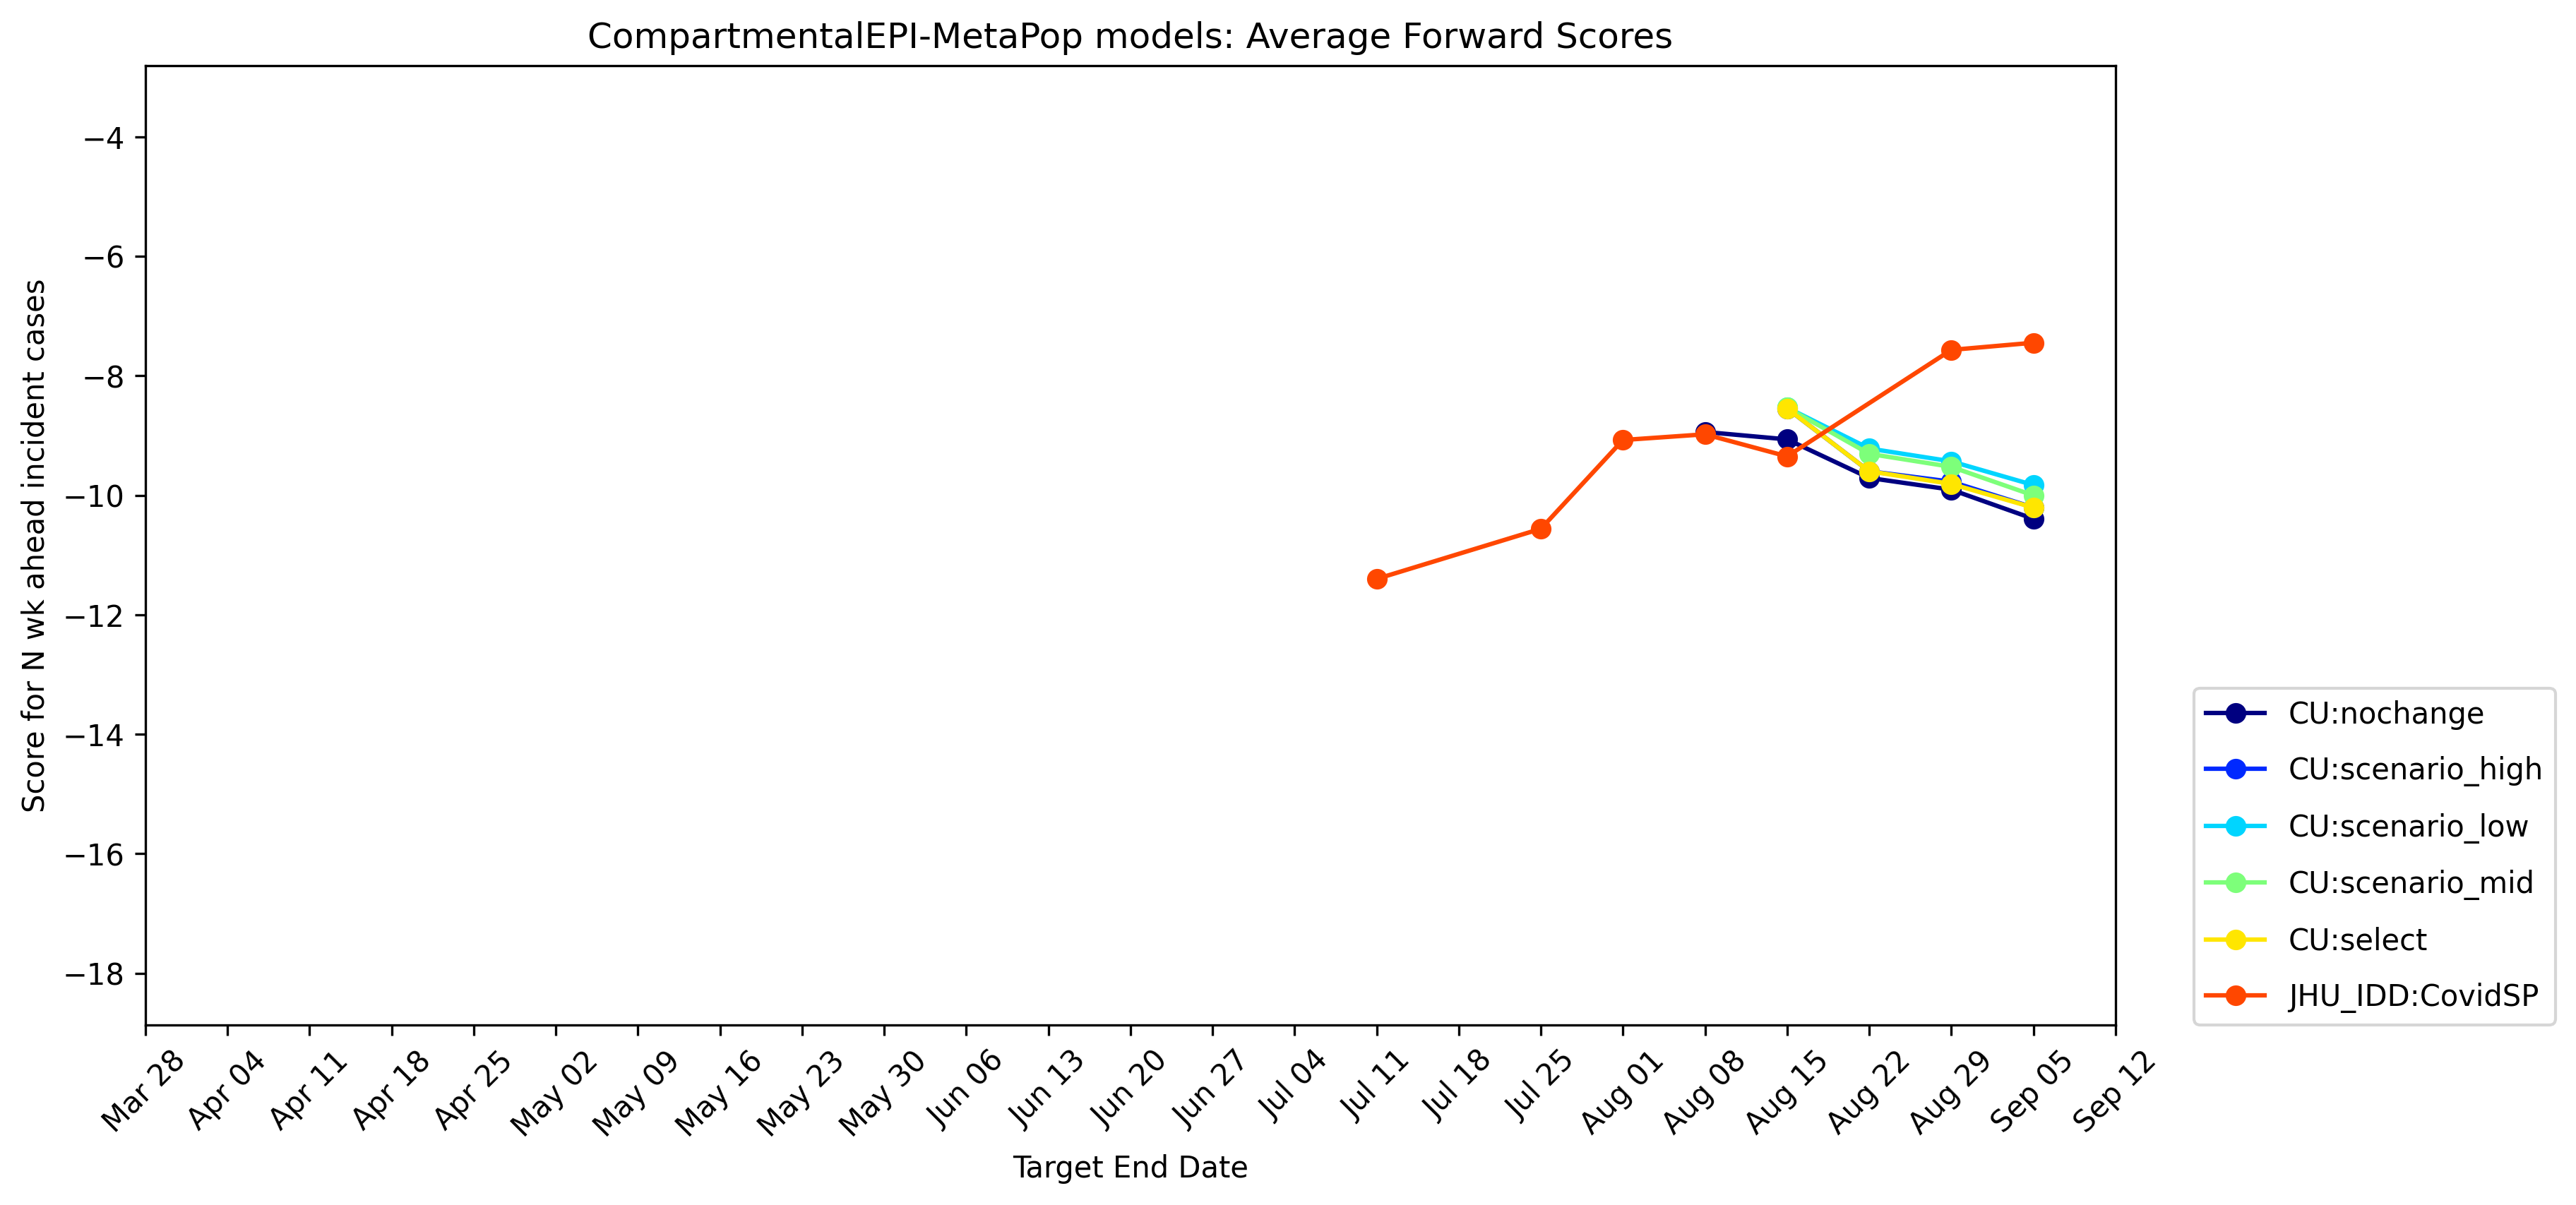 CompartmentalEPI-MetaPop models: Average Forward Scores
Score for N wk ahead incident cases
−4
−6
−8
−10
−12
−14
−16
−18
Mar 28
Apr 04
Apr 11
Apr 18
Apr 25
May 02
May 09
May 16
May 23
May 30
Jun 06
Jun 13
Jun 20
Jun 27
Jul 04
Jul 11
Jul 18
Jul 25
Aug 01
Aug 08
Aug 15
Aug 22
Aug 29
Sep 05
Sep 12
Target End Date
CU:nochange
CU:scenario_high
CU:scenario_low
CU:scenario_mid
CU:select
JHU_IDD:CovidSP